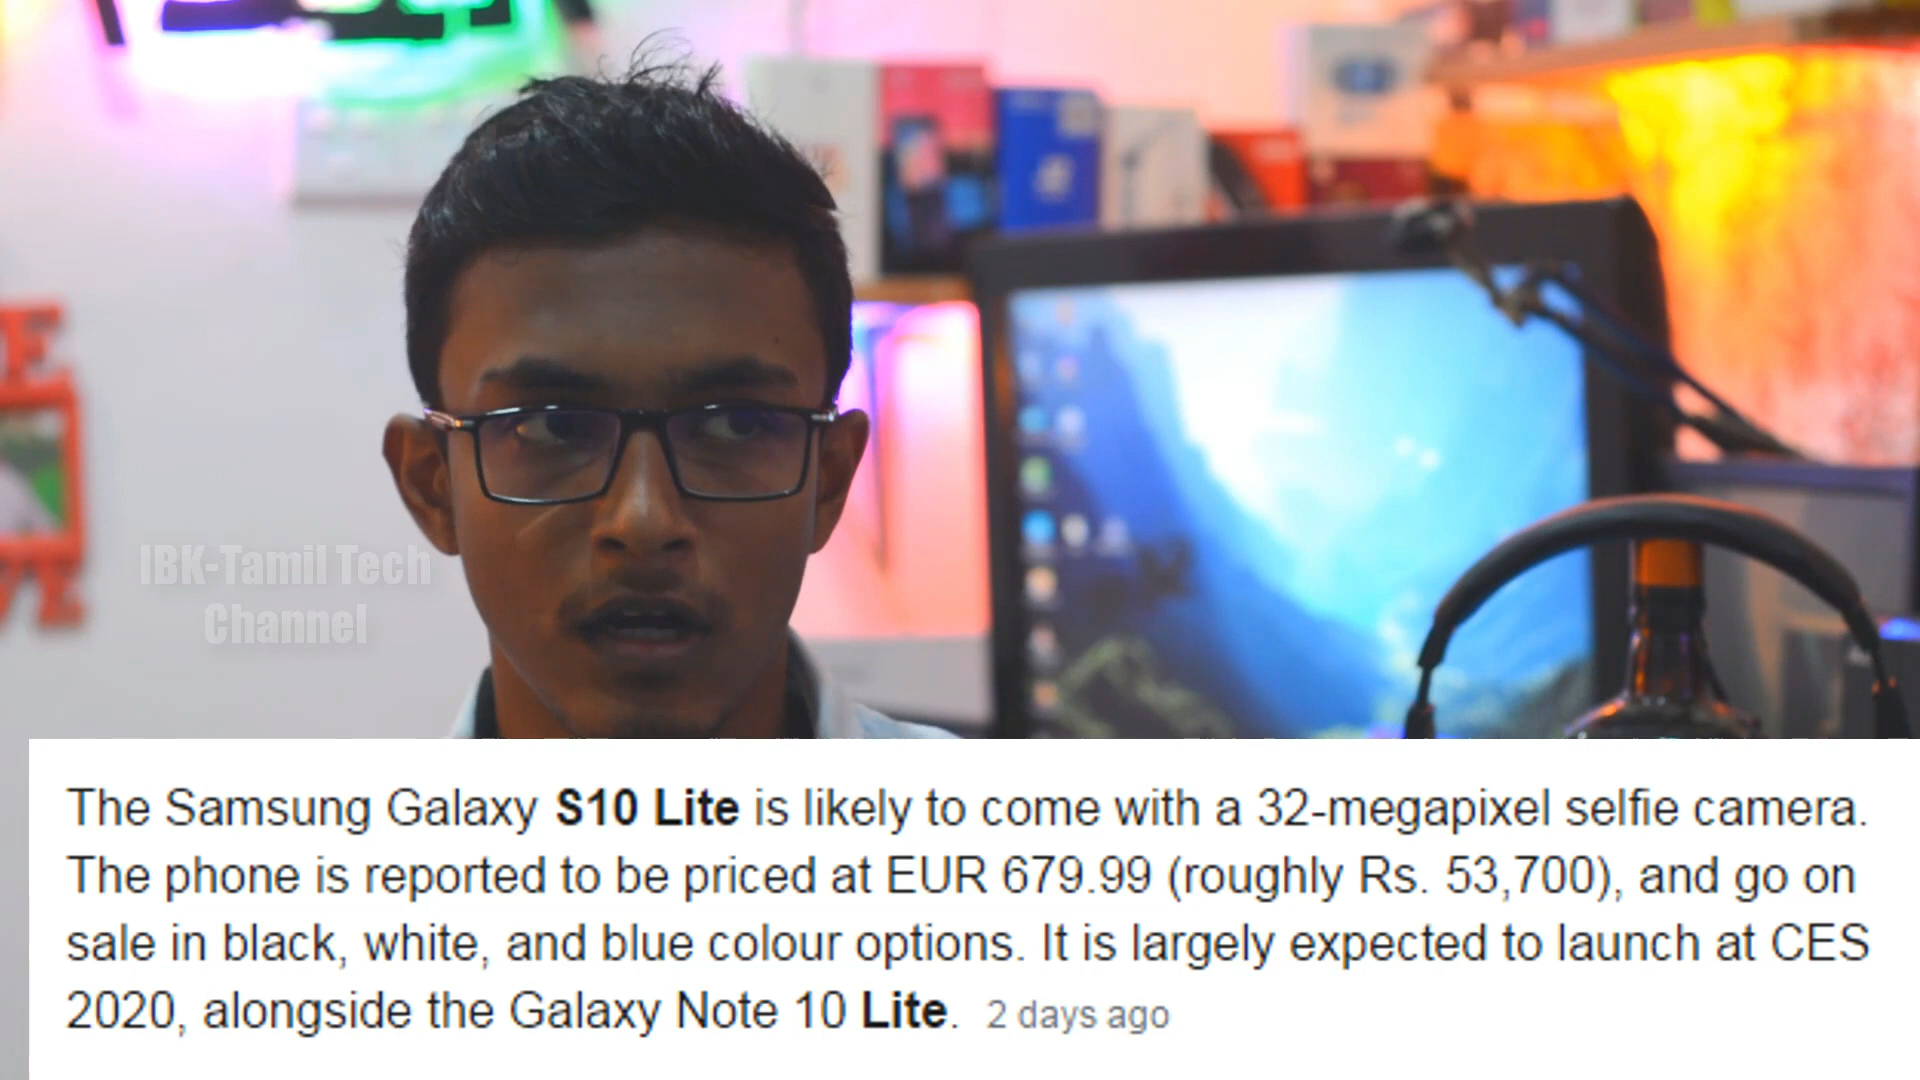 IBK-Tamil Tech
Channel
The Samsung Galaxy S10 Lite is likely to come with a 32-megapixel selfie camera.
The phone is reported to be priced at EUR 679.99 (roughly Rs. 53,700), and go on
sale in black, white, and blue colour options. It is largely expected to launch at CES
2020, alongside the Galaxy Note 10 Lite. 2 days ago